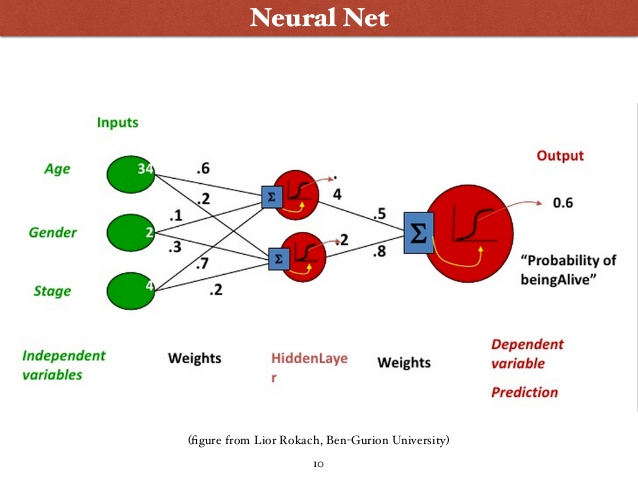 Neural Net
Inputs
Output
Age
34
.6
.2
.
4
.5
0.6
Gender
2
.1
.3
Σ
Σ
Σ
.2
.8
"Probability of
beingAlive"
Stage
4
.7
.2
Independent
variables
Weights
HiddenLaye
r
Weights
Dependent
variable
Prediction
(figure from Lior Rokach, Ben-Gurion University)
10